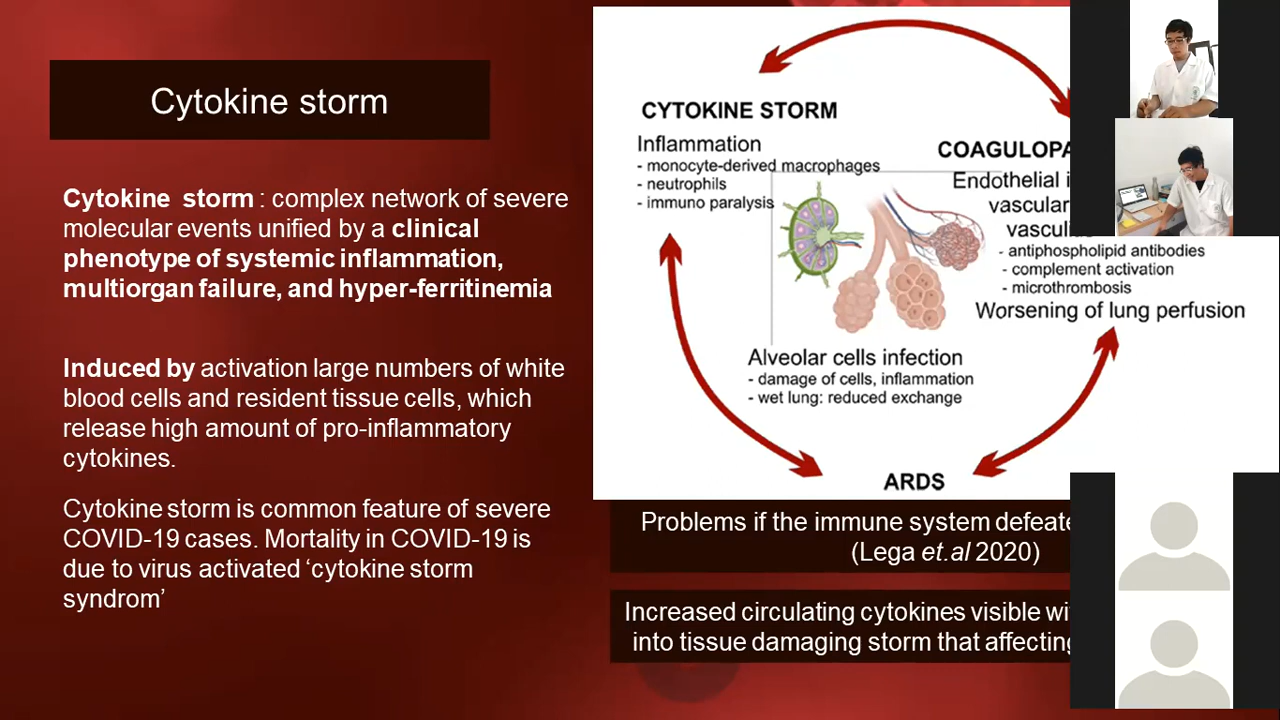 Cytokine storm
Cytokine storm : complex network of severe
molecular events unified by a clinical
phenotype of systemic inflammation,
multiorgan failure, and hyper-ferritinemia
Induced by activation large numbers of white
blood cells and resident tissue cells, which
release high amount of pro-inflammatory
cytokines.
Cytokine storm is common feature of severe
COVID-19 cases. Mortality in COVID-19 is
due to virus activated ‘cytokine storm
syndrom’
CYTOKINE STORM
Inflammation
- monocyte-derived macrophages
- neutrophils
- immuno paralysis
Endothelial
vascular
- antiphospholipid antibodies
- complement activation
- microthrombosis
Worsening of lung perfusion
Alveolar cells infection
- damage of cells, inflammation
- wet lung: reduced exchange
ARDS
Problems if the immune system
(Lega et.al 2020)
Increased circulating cytokines visible
into tissue damaging storm that